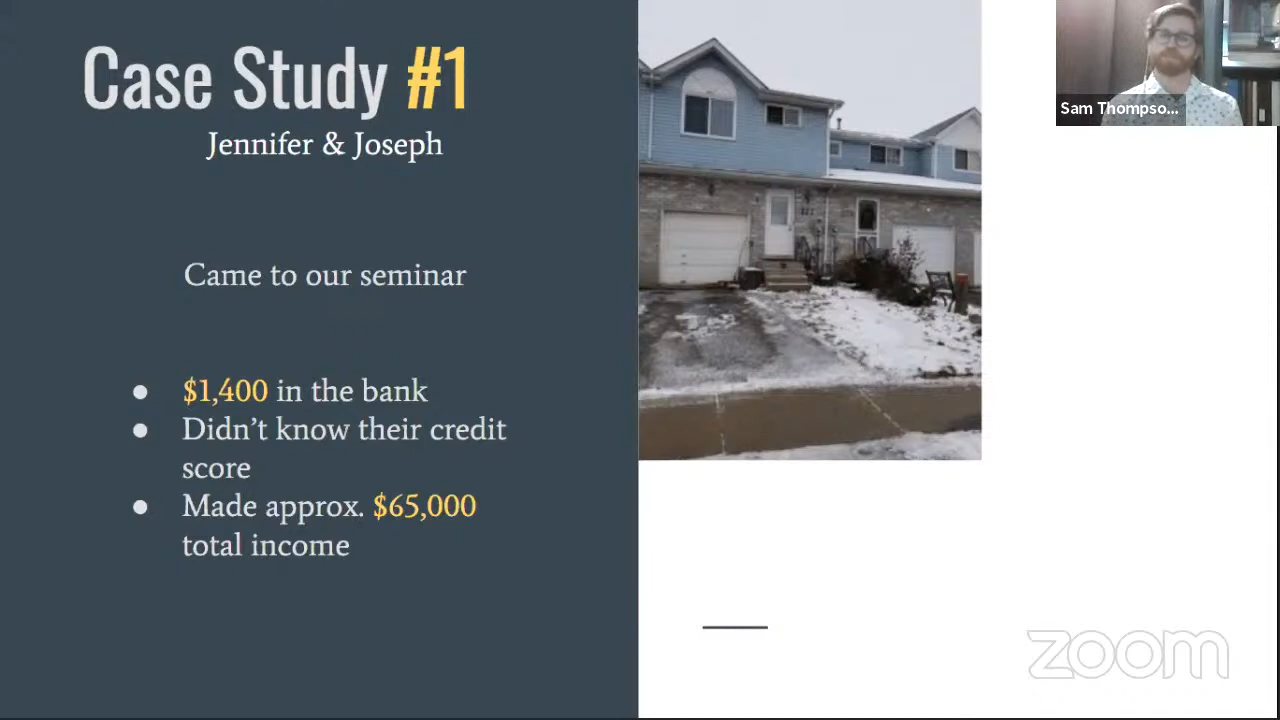 Case Study #1
Jennifer & Joseph
Came to our seminar
● $1,400 in the bank
● Didn't know their credit
score
● Made approx. $65,000
total income
Sam Thompso...
zoom